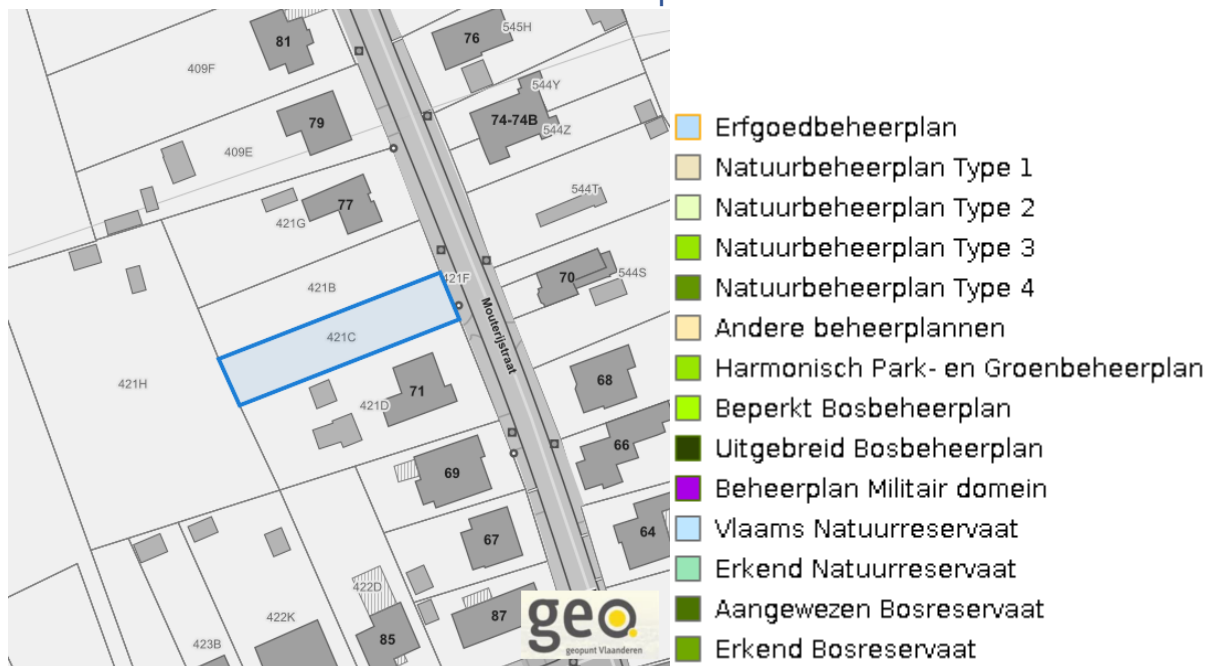 81
76
545H
409F
544Y
79
74-74B
544Z
409E
544T
77
421G
421F
70
544S
421B
Mouterijstraat
421C
421H
71
68
421D
66
69
67
64
422D
422K
87
85
423B
geo
geopunt Vlaanderen
Erfgoedbeheerplan
Natuurbeheerplan Type 1
Natuurbeheerplan Type 2
Natuurbeheerplan Type 3
Natuurbeheerplan Type 4
Andere beheerplannen
Harmonisch Park- en Groenbeheerplan
Beperkt Bosbeheerplan
Uitgebreid Bosbeheerplan
Beheerplan Militair domein
Vlaams Natuurreservaat
Erkend Natuurreservaat
Aangewezen Bosreservaat
Erkend Bosreservaat